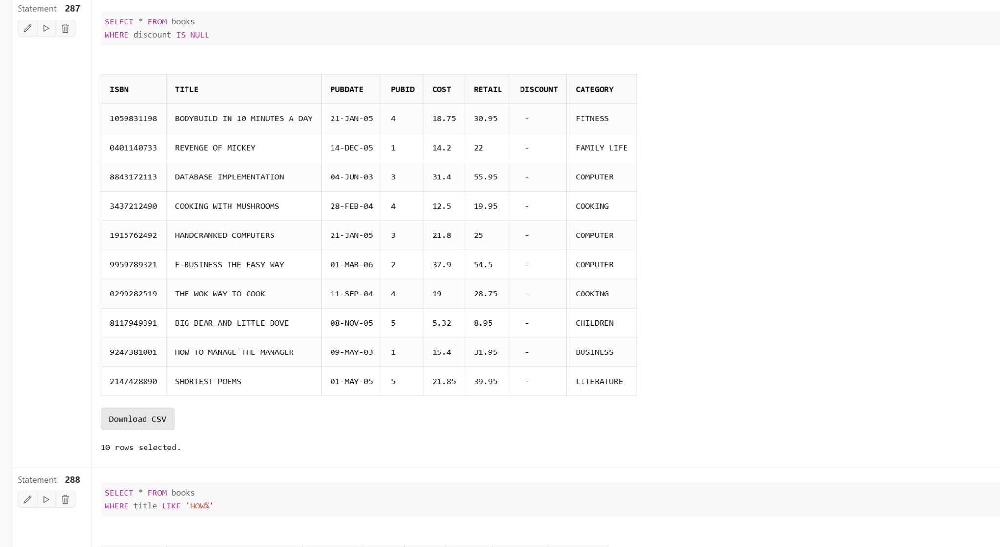 Statement 287
SELECT * FROM books
WHERE discount IS NULL
ISBN TITLE PUBDATE PUBID COST RETAIL DISCOUNT CATEGORY
1059831198 BODYBUILD IN 10 MINUTES A DAY 21-JAN-05 4 18.75 30.95 - FITNESS
0401140733 REVENGE OF MICKEY 14-DEC-05 1 14.2 22 - FAMILY LIFE
8843172113 DATABASE IMPLEMENTATION 04-JUN-03 3 31.4 55.95 - COMPUTER
3437212490 COOKING WITH MUSHROOMS 28-FEB-04 4 12.5 19.95 - COOKING
1915762492 HANDCRANKED COMPUTERS 21-JAN-05 3 21.8 25 - COMPUTER
9959789321 E-BUSINESS THE EASY WAY 01-MAR-06 2 37.9 54.5 - COMPUTER
0299282519 THE WOK WAY TO COOK 11-SEP-04 4 19 28.75 - COOKING
8117949391 BIG BEAR AND LITTLE DOVE 08-NOV-05 5 5.32 8.95 - CHILDREN
9247381001 HOW TO MANAGE THE MANAGER 09-MAY-03 1 15.4 31.95 - BUSINESS
2147428890 SHORTEST POEMS 01-MAY-05 5 21.85 39.95 - LITERATURE
Download CSV
10 rows selected.
Statement 288
SELECT * FROM books
WHERE title LIKE 'HOW%'